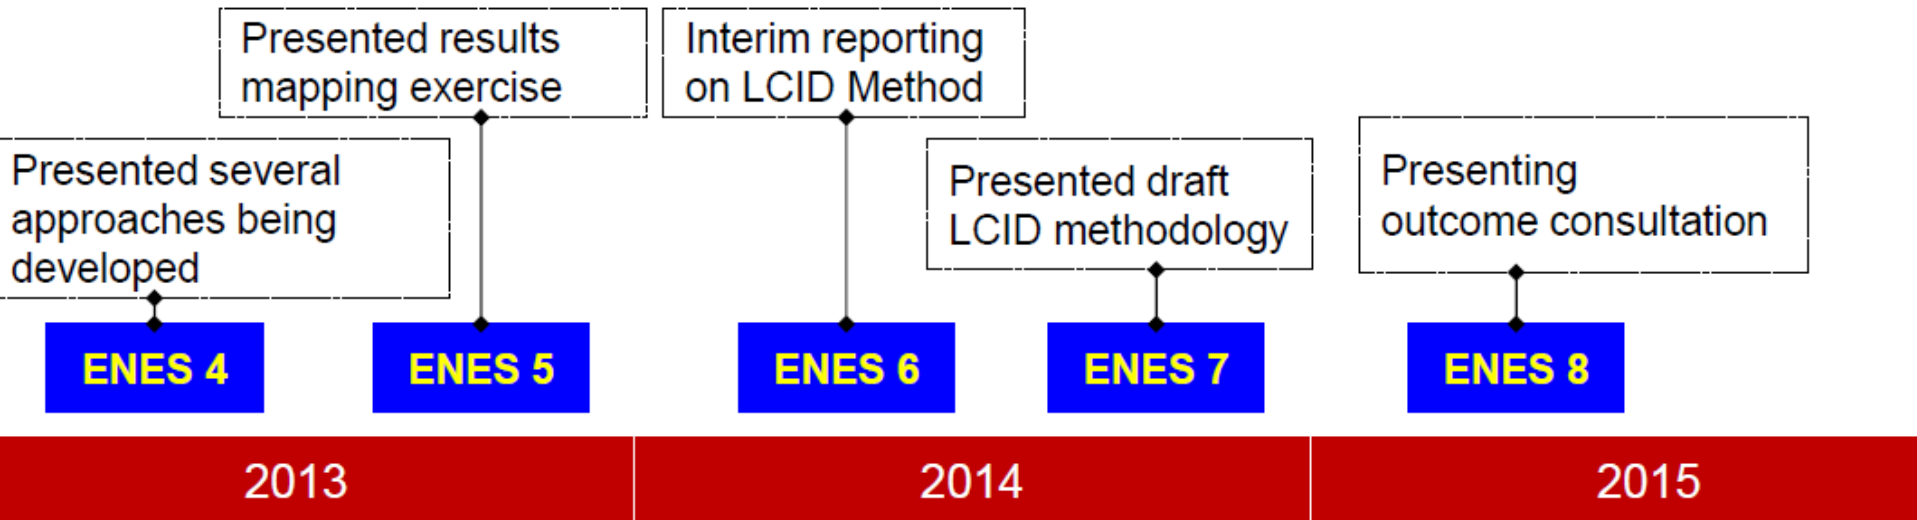 Presented results
mapping exercise
Interim reporting
on LCID Method
Presented several
approaches being
developed
Presented draft
LCID methodology
Presenting
outcome consultation
ENES 4
ENES 5
ENES 6
ENES 7
ENES 8
2013
2014
2015